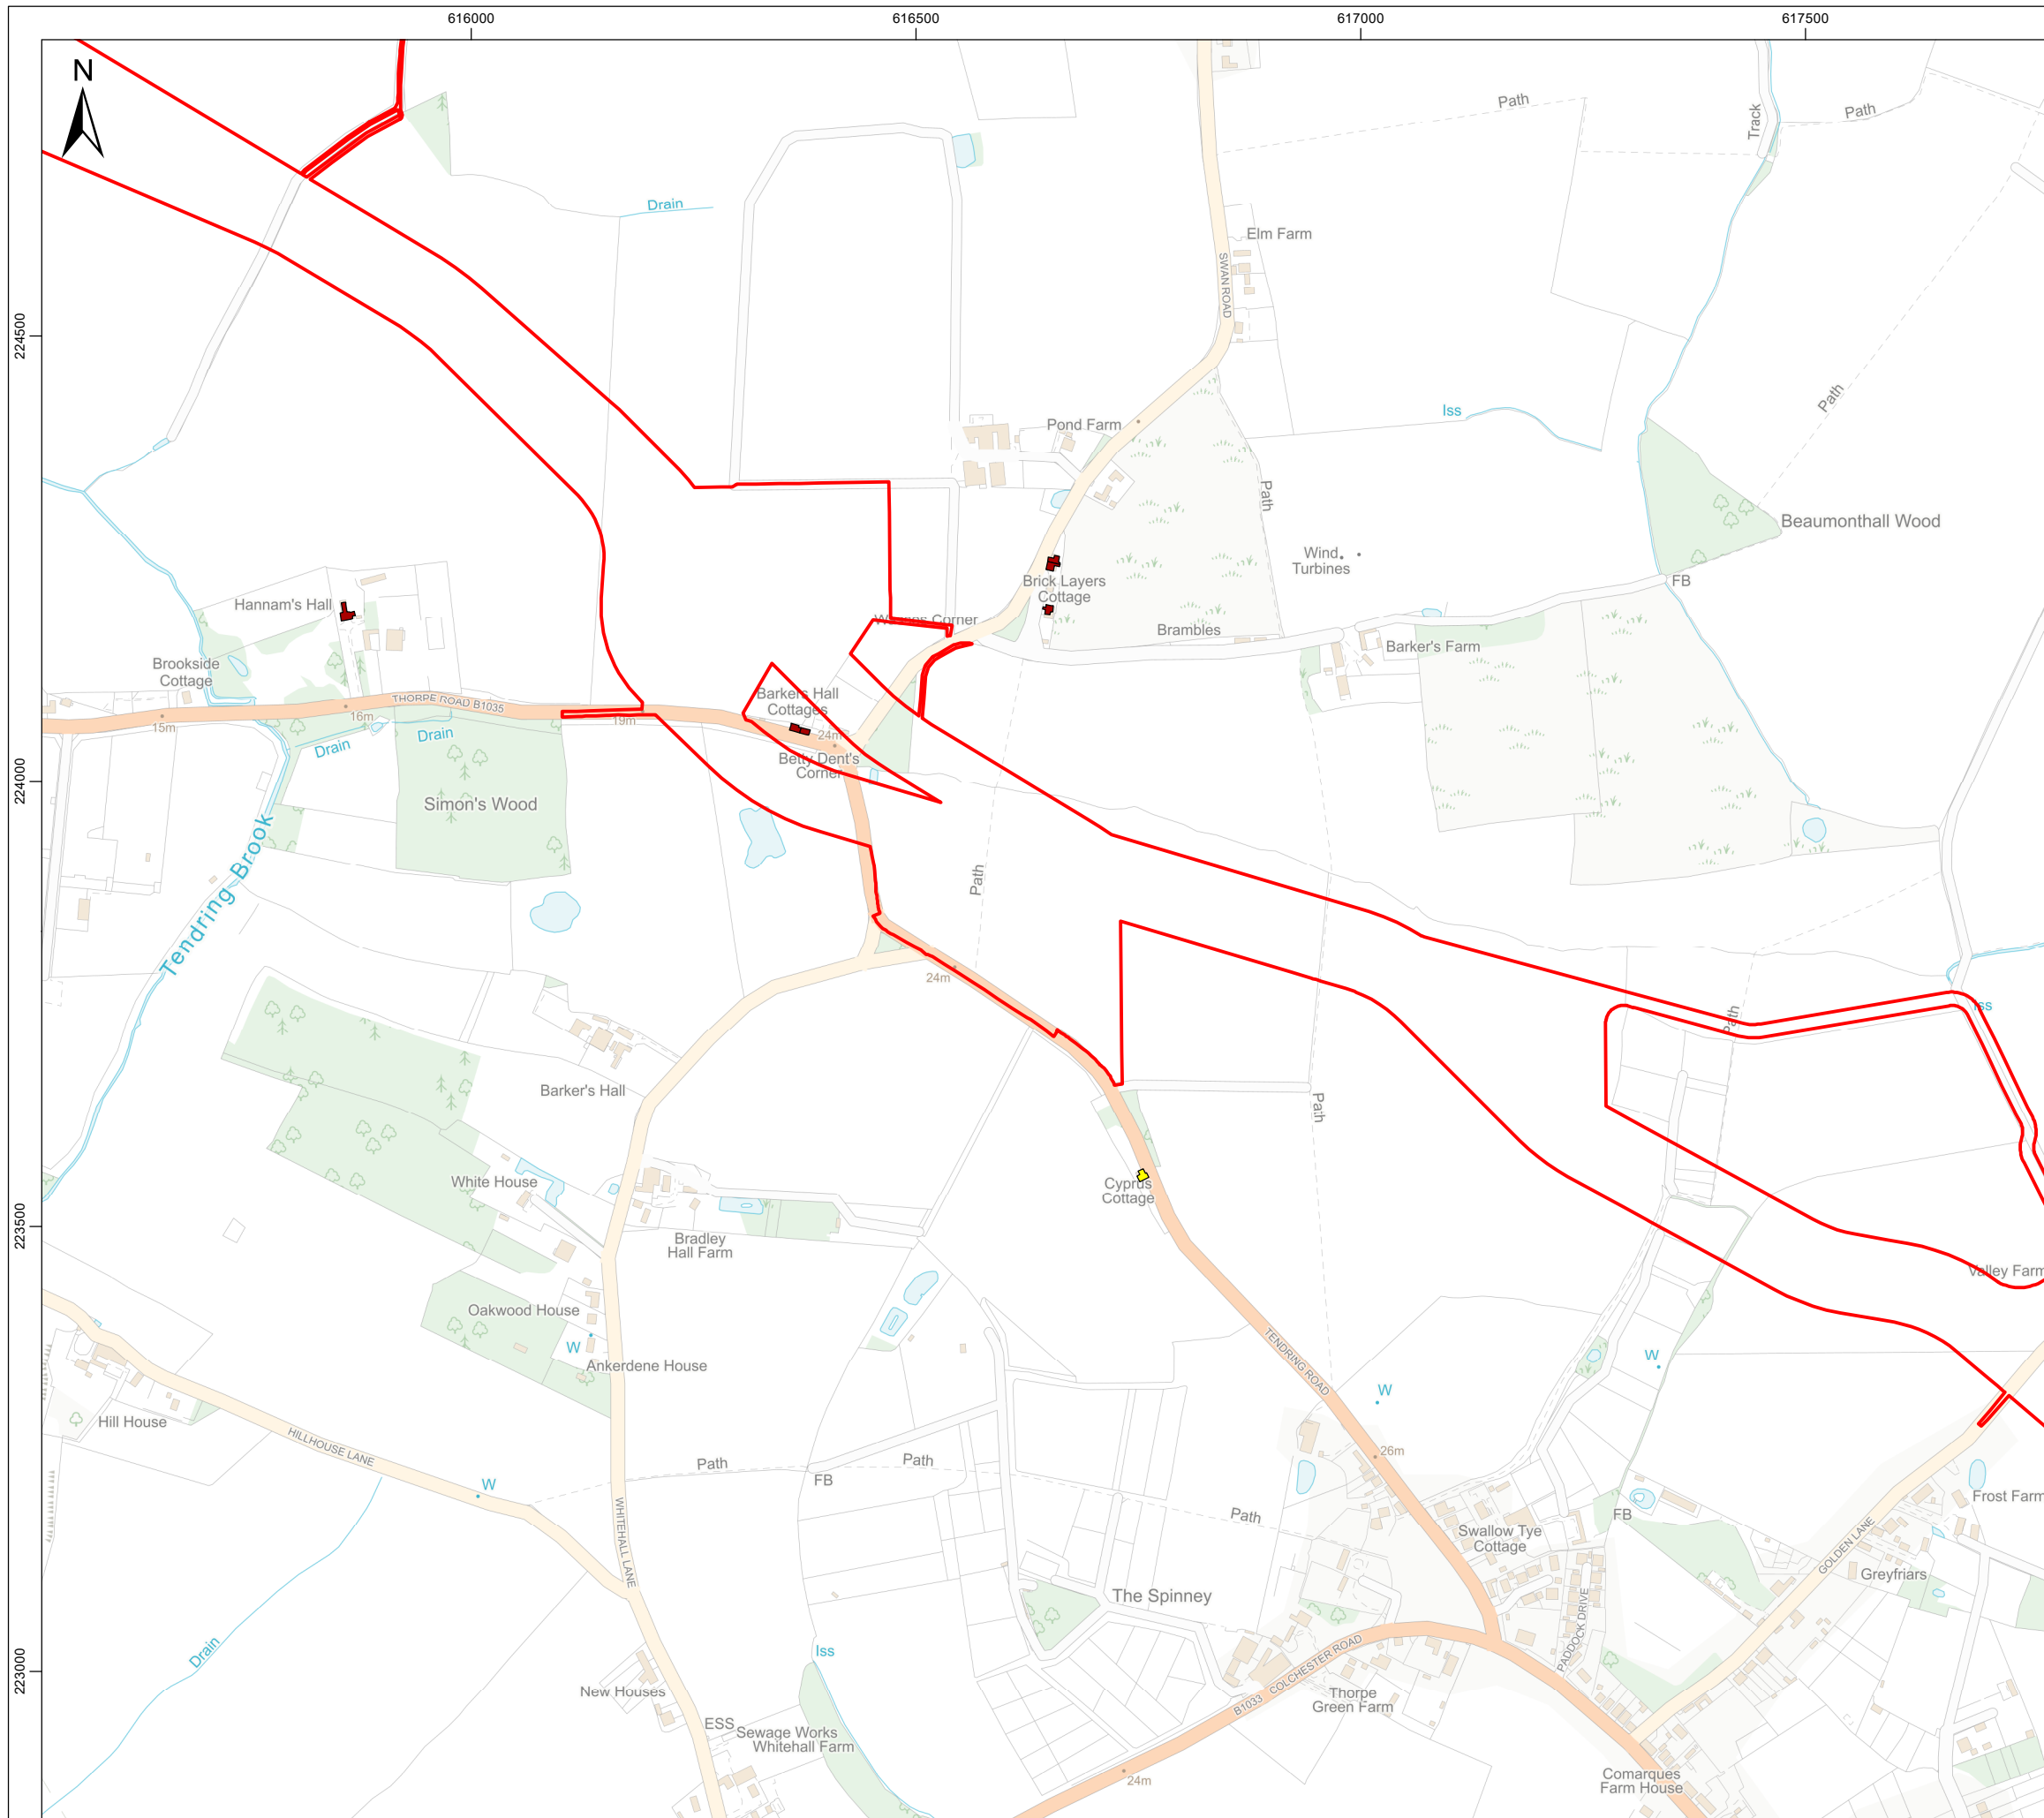 616000
616500
617000
617500
N
Path
Track
Path
Drain
Elm Farm
SWAN ROAD
224500
Iss
Path
Pond Farm
Path
Beaumonthall Wood
Wind
Turbines
FB
Brick Layers
Cottage
Hannam's Hall
Corner
Brambles
Barker's Farm
Brookside
Cottage
THORPE ROAD B1035
Barkers Hall
Cottages
15m
16m
19m
24m
Drain
Drain
Betty Dent's
Corner
224000
Simon's Wood
Tendring Brook
Path
24m
Iss
Path
Barker's Hall
Path
White House
Cyprus
Cottage
223500
Bradley
Hall Farm
Valley Farm
Oakwood House
W
Ankerdene House
TENDRING ROAD
W
W
Hill House
HILLHOUSE LANE
26m
Path
Path
FB
W
Frost Farm
WHITEHALL LANE
Path
FB
Swallow Tye
Cottage
GOLDEN LANE
Greyfriars
The Spinney
PADDOCK DRIVE
Drain
Iss
223000
B1033 COLCHESTER ROAD
New Houses
Thorpe
Green Farm
ESS
Sewage Works
Whitehall Farm
24m
Comarques
Farm House